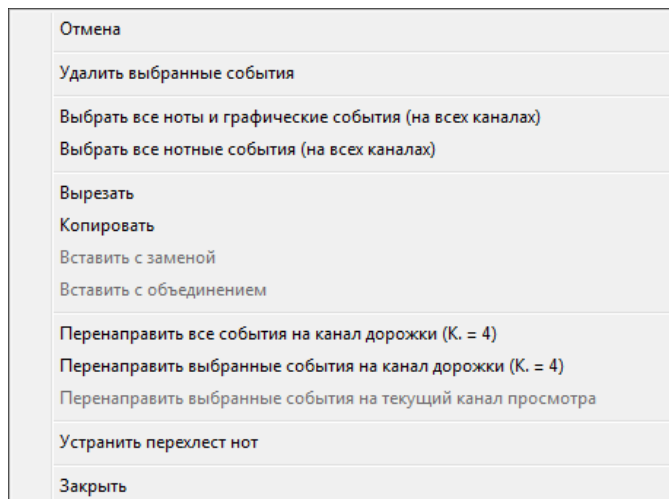 Отмена
Удалить выбранные события
Выбрать все ноты и графические события (на всех каналах)
Выбрать все нотные события (на всех каналах)
Вырезать
Копировать
Вставить с заменой
Вставить с объединением
Перенаправить все события на канал дорожки (К. = 4)
Перенаправить выбранные события на канал дорожки (К. = 4)
Перенаправить выбранные события на текущий канал просмотра
Устранить перехлест нот
Закрыть